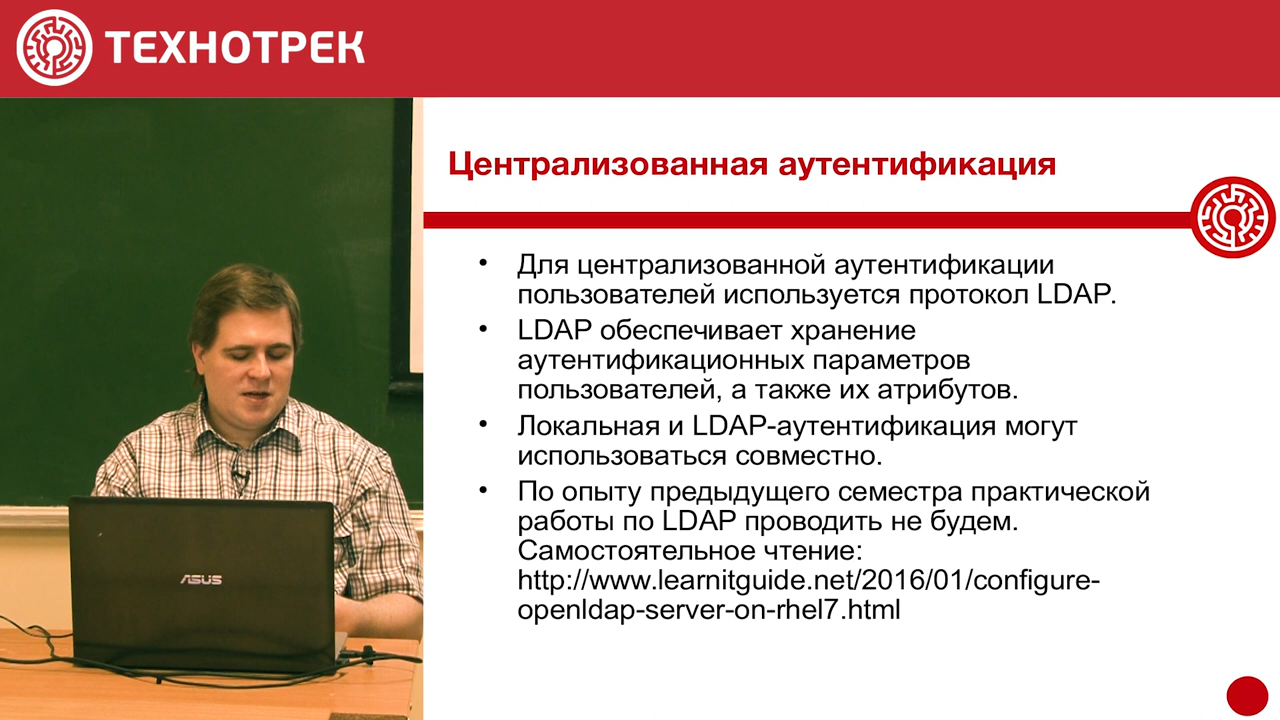 ТЕХНОТРЕК
Централизованная аутентификация
• Для централизованной аутентификации
пользователей используется протокол LDAP.
• LDAP обеспечивает хранение
аутентификационных параметров
пользователей, а также их атрибутов.
• Локальная и LDAP-аутентификация могут
использоваться совместно.
• По опыту предыдущего семестра практической
работы по LDAP проводить не будем.
Самостоятельное чтение:
http://www.learnitguide.net/2016/01/configure-
openldap-server-on-rhel7.html
ASUS